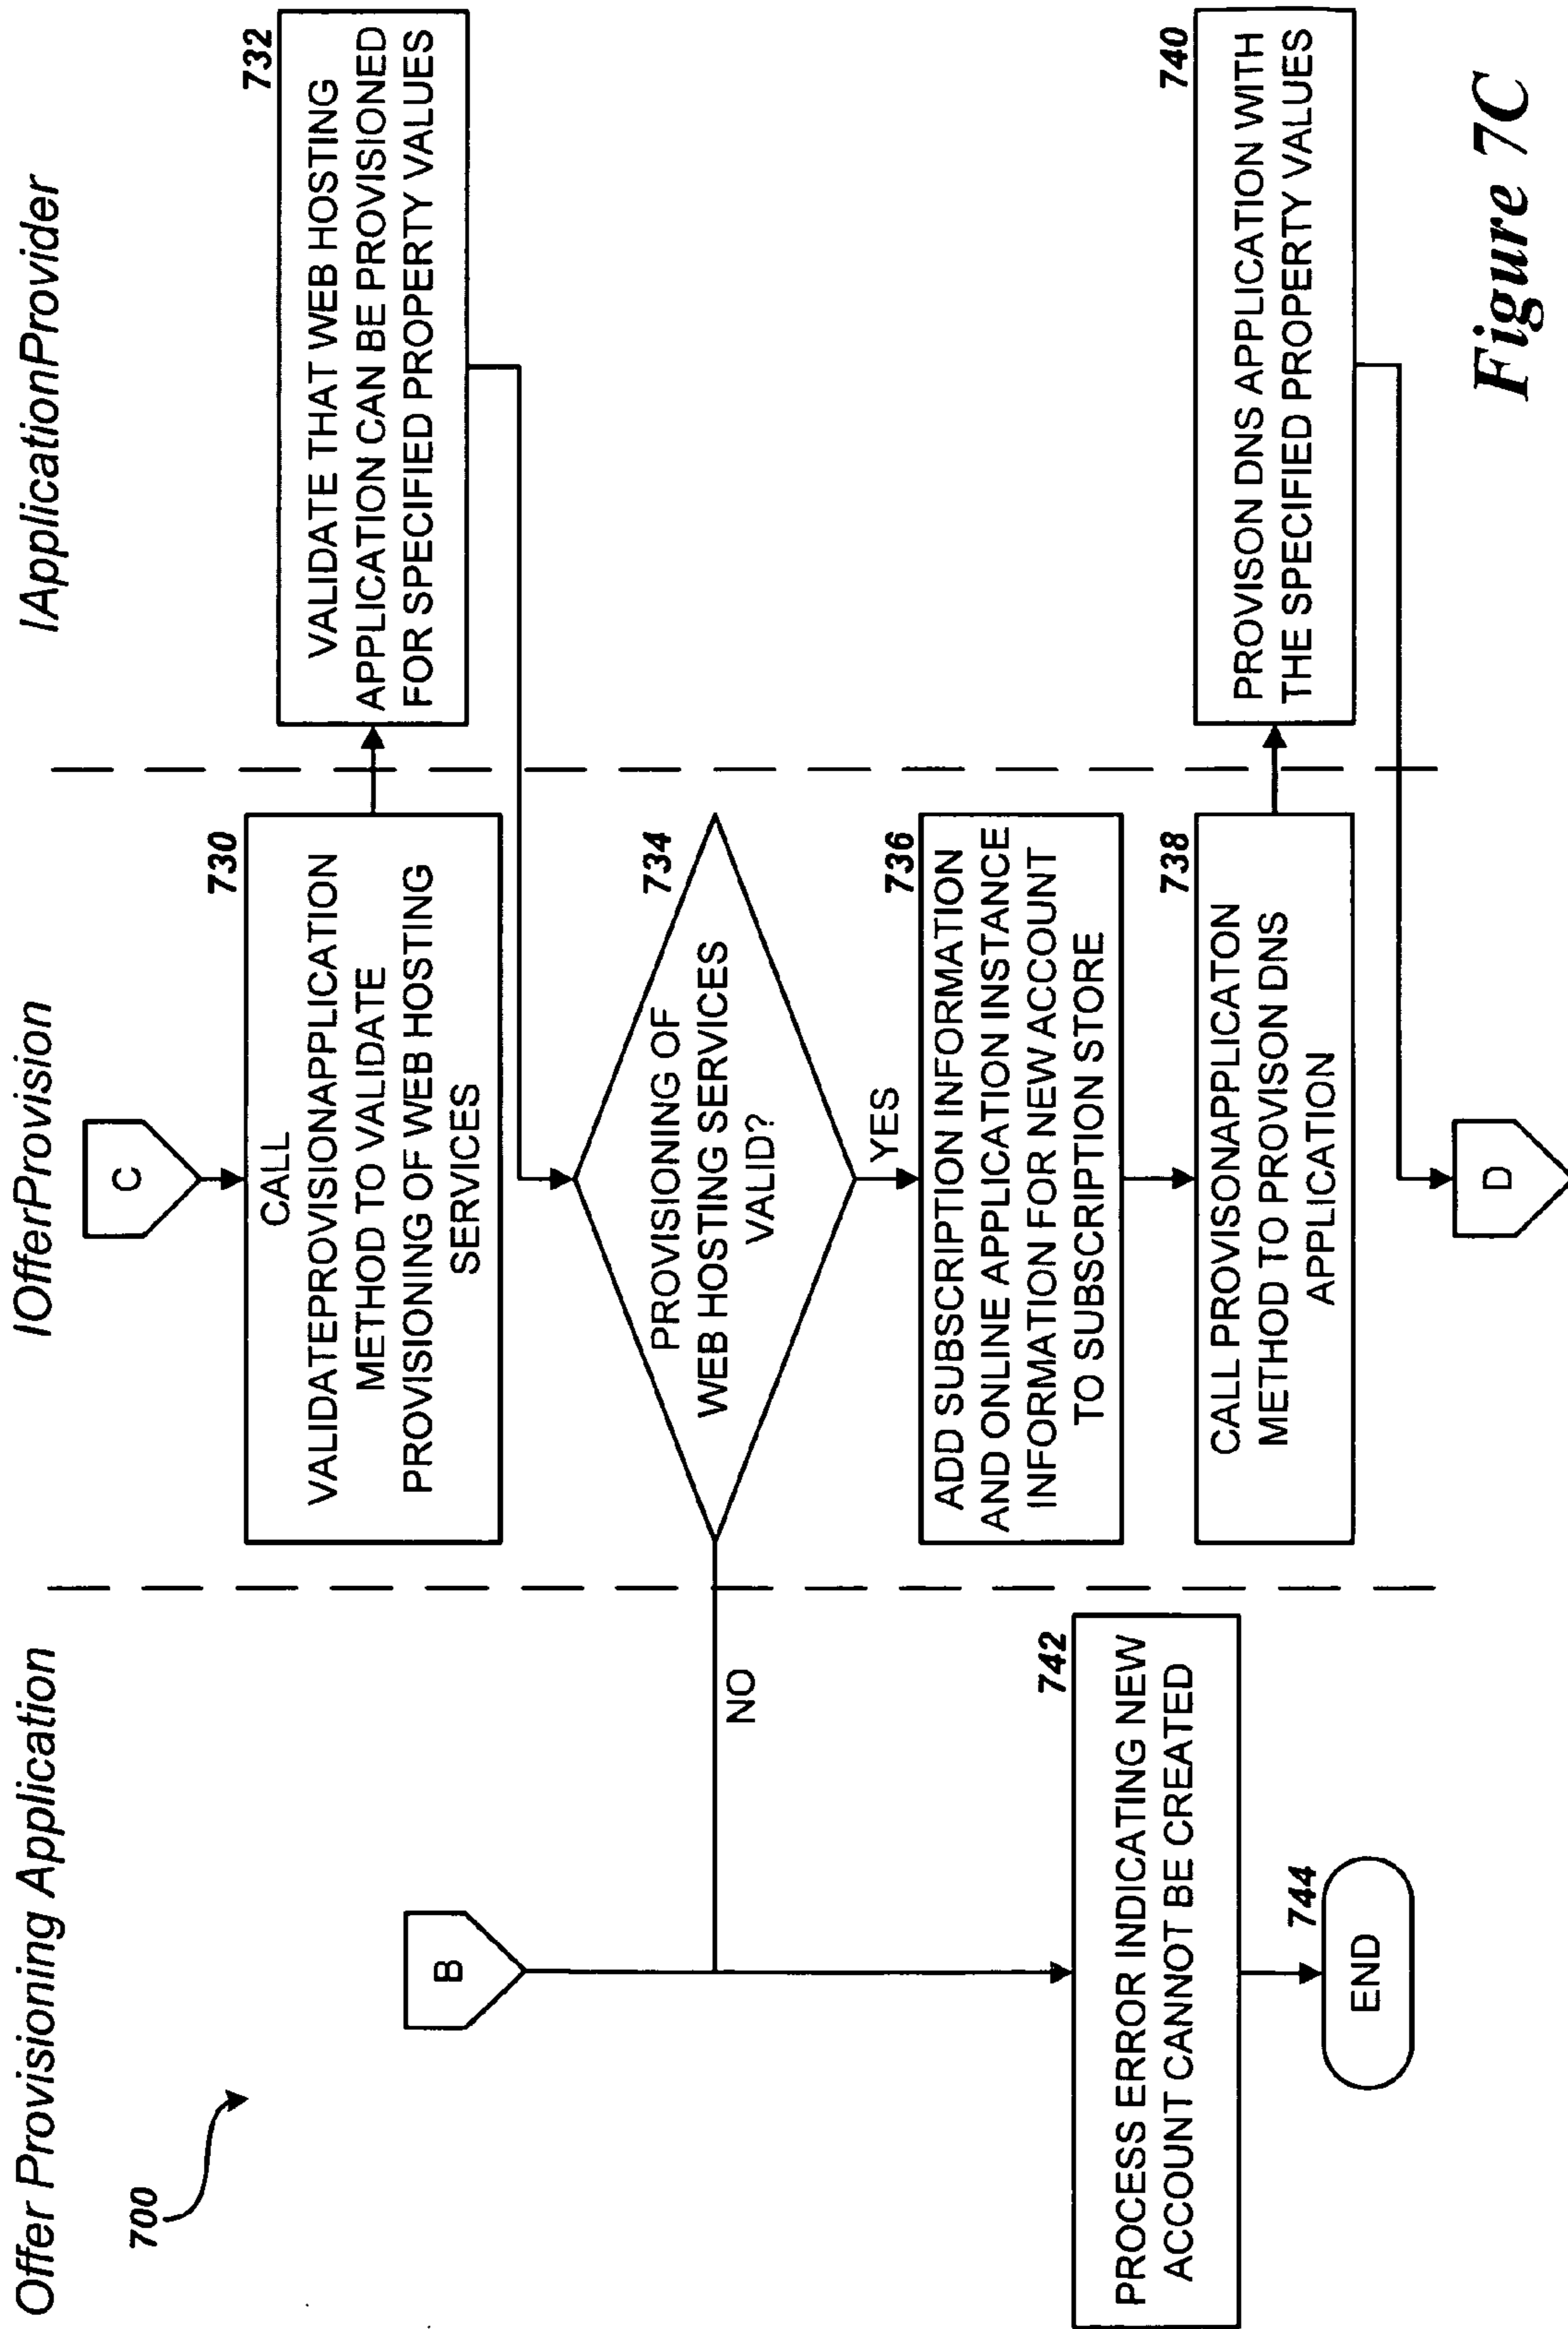 Offer Provisioning Application
IOfferProvision
IApplicationProvider
700
C
730
CALL
VALIDATEPROVISIONAPPLICATION
METHOD TO VALIDATE
PROVISIONING OF WEB HOSTING
SERVICES
732
VALIDATE THAT WEB HOSTING
APPLICATION CAN BE PROVISIONED
FOR SPECIFIED PROPERTY VALUES
B
734
PROVISIONING OF
WEB HOSTING SERVICES
VALID?
NO
YES
736
ADD SUBSCRIPTION INFORMATION
AND ONLINE APPLICATION INSTANCE
INFORMATION FOR NEW ACCOUNT
TO SUBSCRIPTION STORE
738
CALL PROVISONAPPLICATON
METHOD TO PROVISON DNS
APPLICATION
740
PROVISON DNS APPLICATION WITH
THE SPECIFIED PROPERTY VALUES
742
PROCESS ERROR INDICATING NEW
ACCOUNT CANNOT BE CREATED
744
END
D
Figure 7C